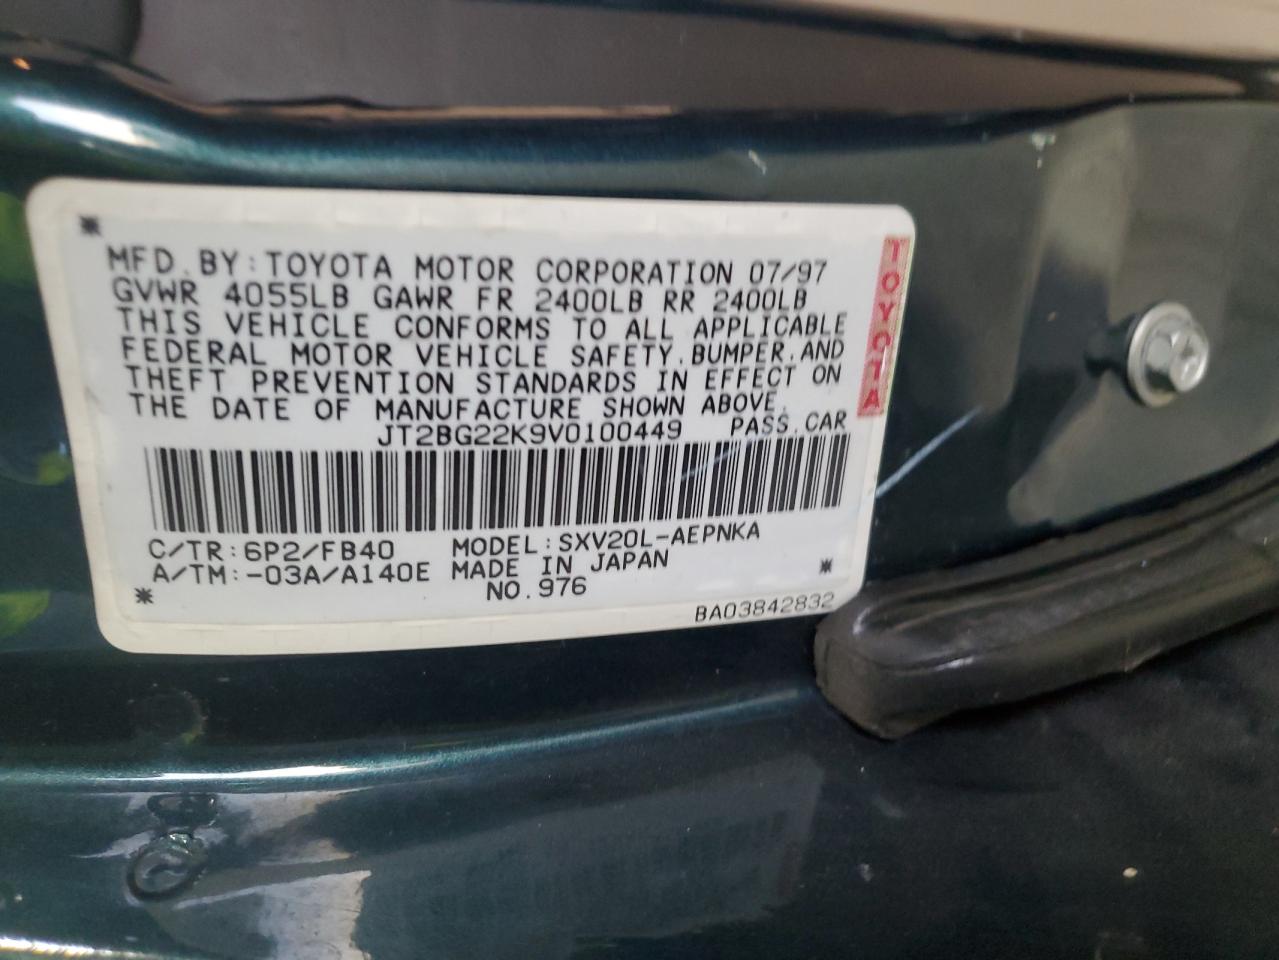 MFD. BY: TOYOTA MOTOR CORPORATION 07/97
GVWR 4055LB GAWR FR 2400LB RR 2400LB
THIS VEHICLE CONFORMS TO ALL APPLICABLE
FEDERAL MOTOR VEHICLE SAFETY, BUMPER, AND
THEFT PREVENTION STANDARDS IN EFFECT ON
THE DATE OF MANUFACTURE SHOWN ABOVE.
JT2BG22K9V0100449 PASS. CAR
C/TR: 6P2/FB40 MODEL: SXV20L-AEPNKA
A/TM: -03A/A140E MADE IN JAPAN
NO. 976
BA03842832
TOYOTA